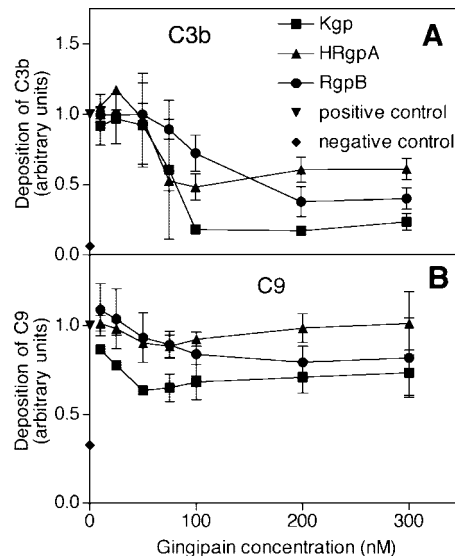 C3b
A
Kgp
HRgpA
RgpB
positive control
negative control
Deposition of C3b
(arbitrary units)
1.5
1.0
0.5
0.0
C9
B
Deposition of C9
(arbitrary units)
1.0
0.5
0.0
0
100
200
300
Gingipain concentration (nM)